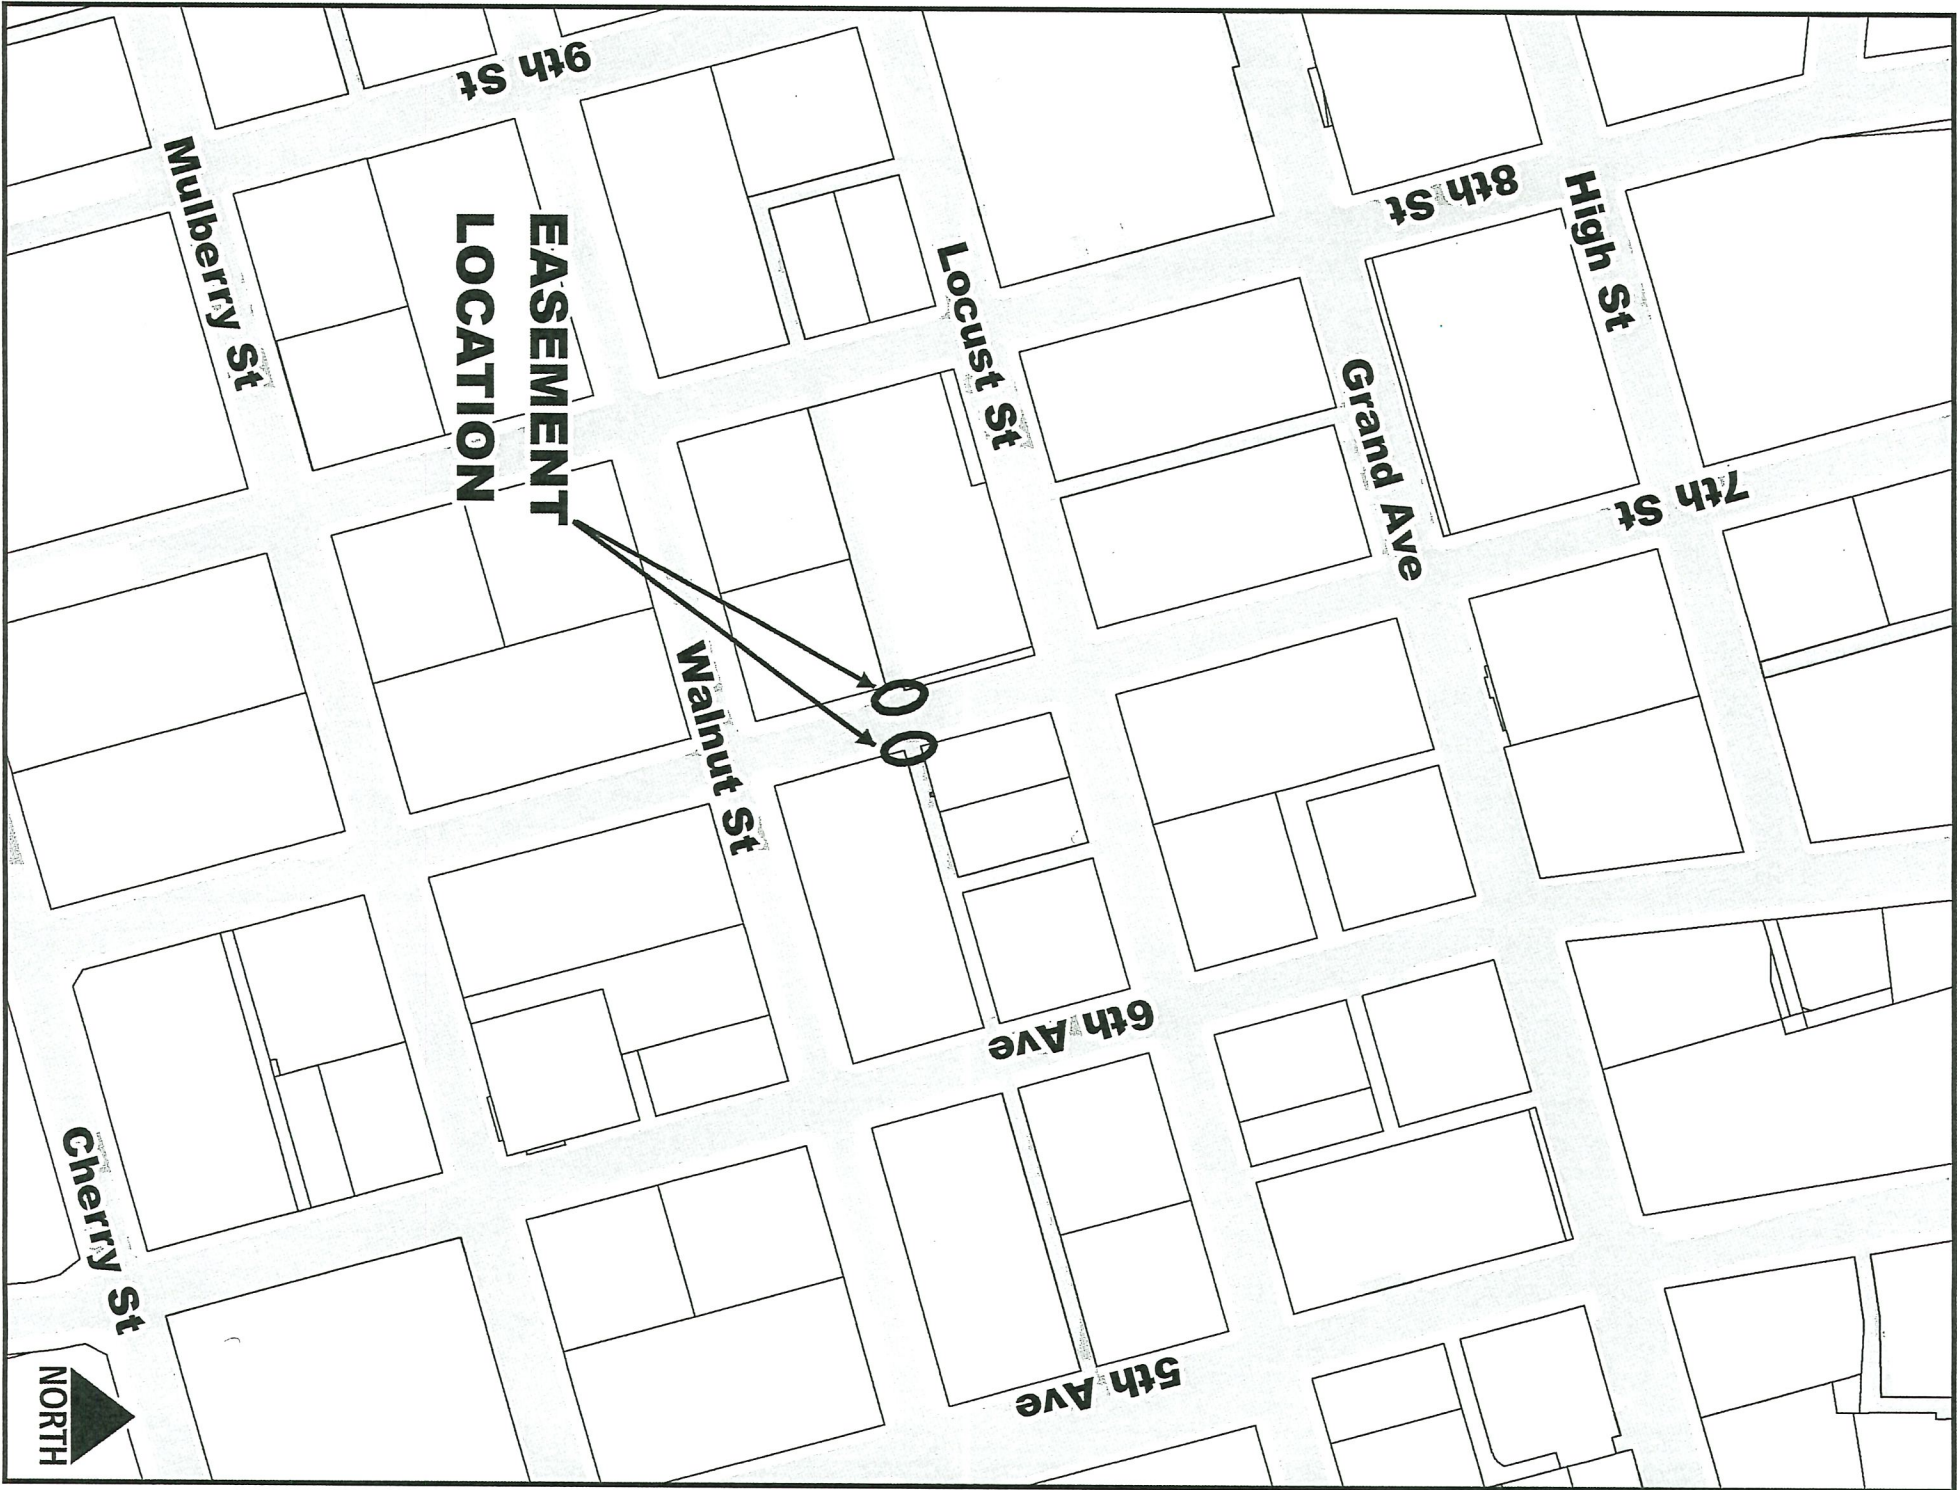 High St
8th St
7th St
Grand Ave
Locust St
9th St
EASEMENT
LOCATION
Mulberry St
Walnut St
6th Ave
5th Ave
Cherry St
NORTH